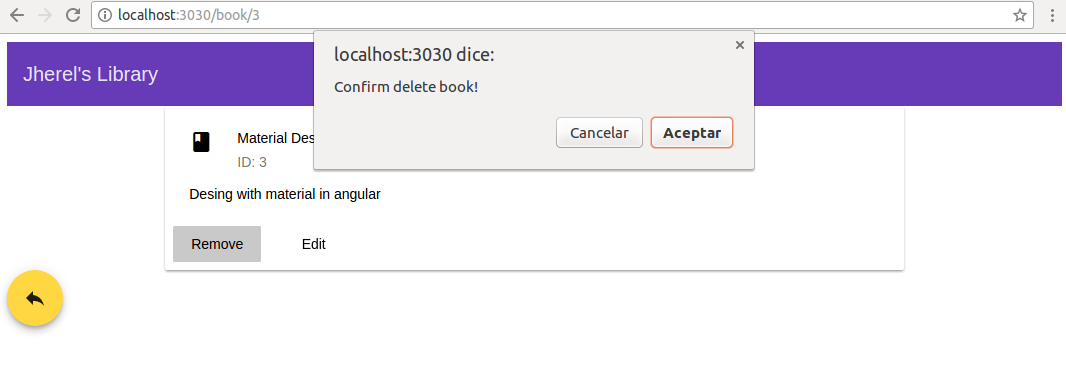 localhost:3030/book/3
localhost:3030 dice:
Confirm delete book!
Cancelar
Aceptar
Jherel's Library
Material Des
ID: 3
Desing with material in angular
Remove
Edit